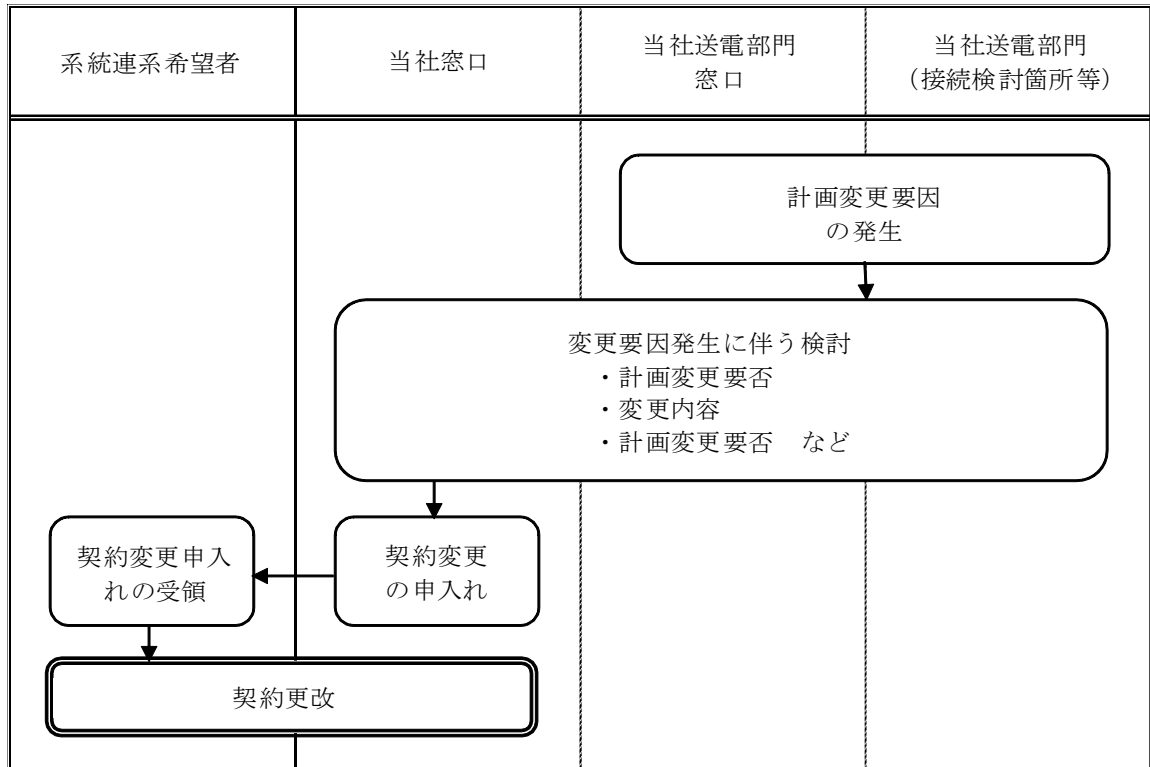 系統連系希望者
当社窓口
当社送電部門
窓口
当社送電部門
（接続検討箇所等）
計画変更要因
の発生
変更要因発生に伴う検討
・計画変更要否
・変更内容
・計画変更要否　など
契約変更申入
れの受領
契約変更
の申入れ
契約更改